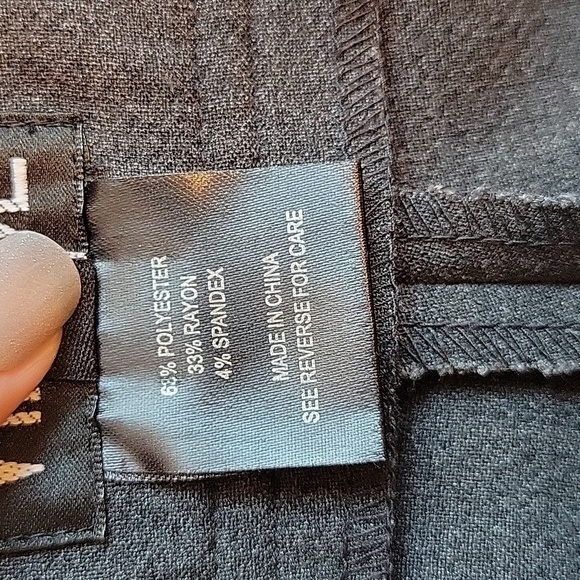 63% POLYESTER
33% RAYON
4% SPANDEX
MADE IN CHINA
SEE REVERSE FOR CARE